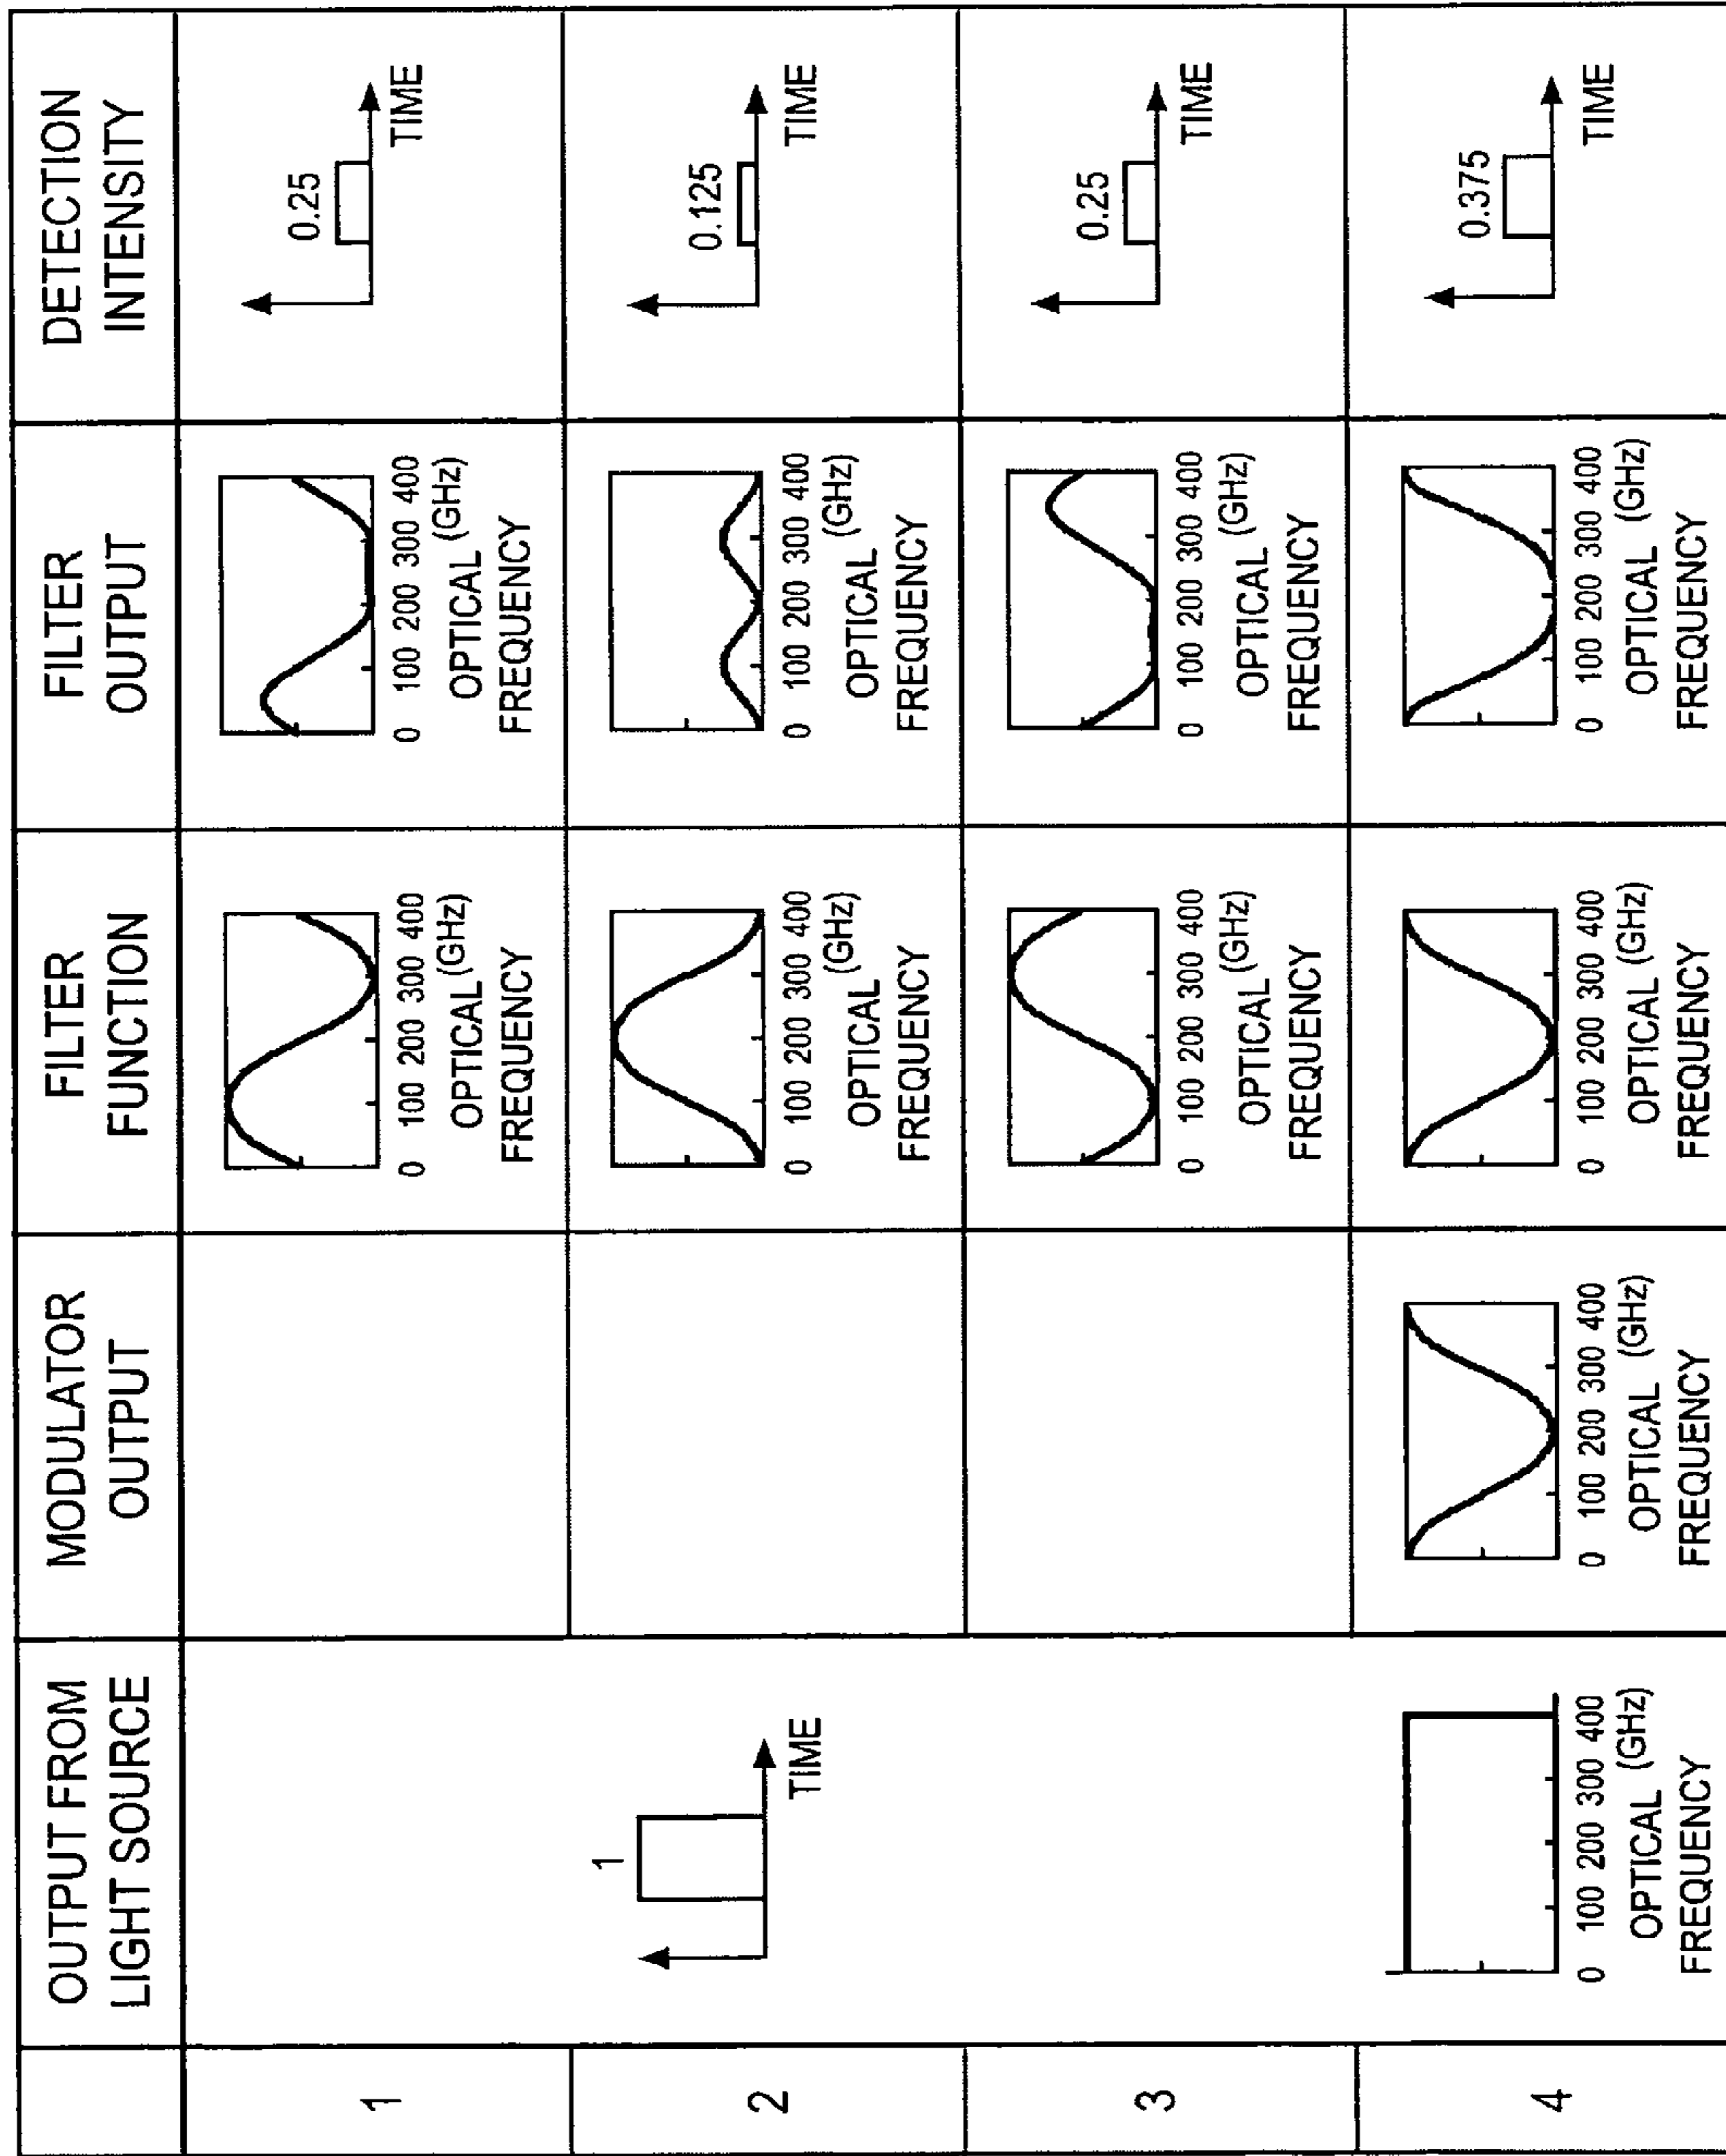 OUTPUT FROM
LIGHT SOURCE
MODULATOR
OUTPUT
FILTER
FUNCTION
FILTER
OUTPUT
DETECTION
INTENSITY
1
0 100 200 300 400
OPTICAL (GHz)
FREQUENCY
0 100 200 300 400
OPTICAL (GHz)
FREQUENCY
0.25
TIME
2
1
TIME
0 100 200 300 400
OPTICAL (GHz)
FREQUENCY
0 100 200 300 400
OPTICAL (GHz)
FREQUENCY
0.125
TIME
3
0 100 200 300 400
OPTICAL (GHz)
FREQUENCY
0 100 200 300 400
OPTICAL (GHz)
FREQUENCY
0.25
TIME
4
0 100 200 300 400
OPTICAL (GHz)
FREQUENCY
0 100 200 300 400
OPTICAL (GHz)
FREQUENCY
0 100 200 300 400
OPTICAL (GHz)
FREQUENCY
0 100 200 300 400
OPTICAL (GHz)
FREQUENCY
0.375
TIME